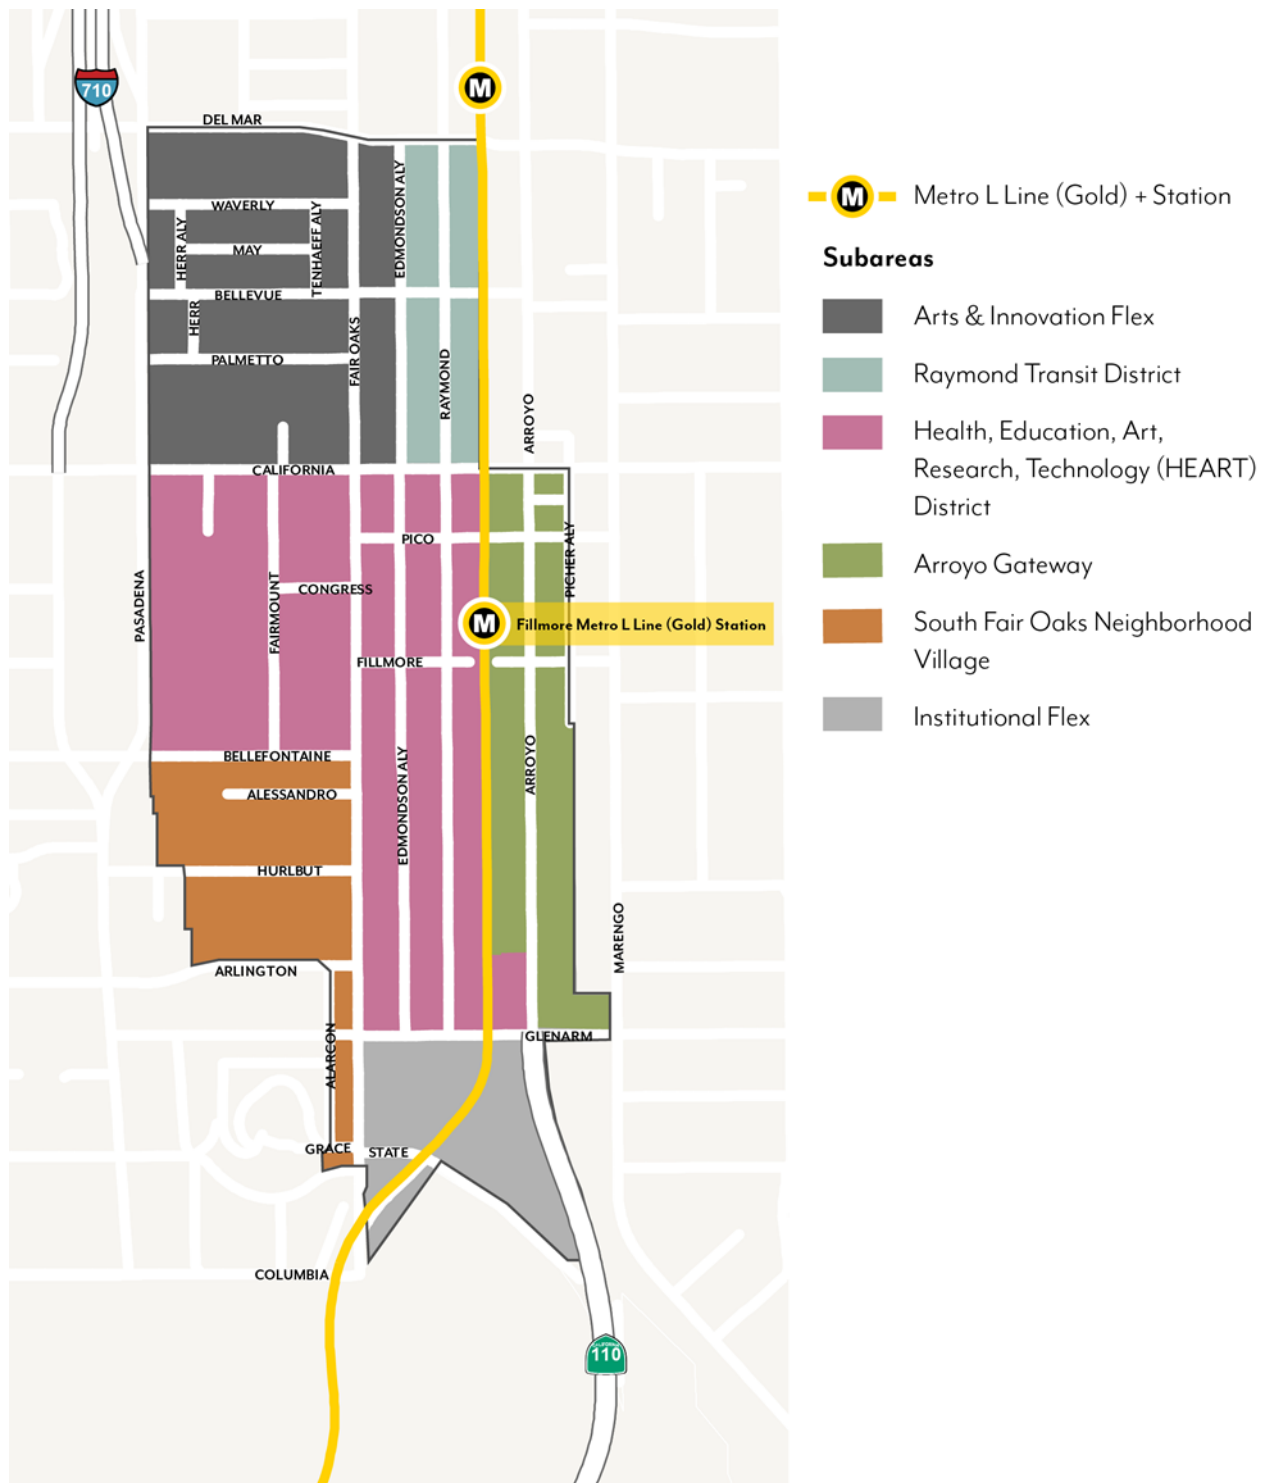 710
M
DEL MAR
WAVERLY
HERR ALY
TENHAEFF ALY
EDMONDSON ALY
MAY
BELLEVUE
HERR
FAIR OAKS
PALMETTO
RAYMOND
ARROYO
CALIFORNIA
PICO
PICHER ALY
PASADENA
FAIRMOUNT
CONGRESS
M
Fillmore Metro L Line (Gold) Station
FILLMORE
BELLEFONTAINE
ARROYO
ALESSANDRO
EDMONDSON ALY
HURLBUT
MARENGO
ARLINGTON
ALARCON
GLENARM
GRACE
STATE
COLUMBIA
CALIFORNIA
110
M
Metro L Line (Gold) + Station
Subareas
Arts & Innovation Flex
Raymond Transit District
Health, Education, Art,
Research, Technology (HEART)
District
Arroyo Gateway
South Fair Oaks Neighborhood
Village
Institutional Flex